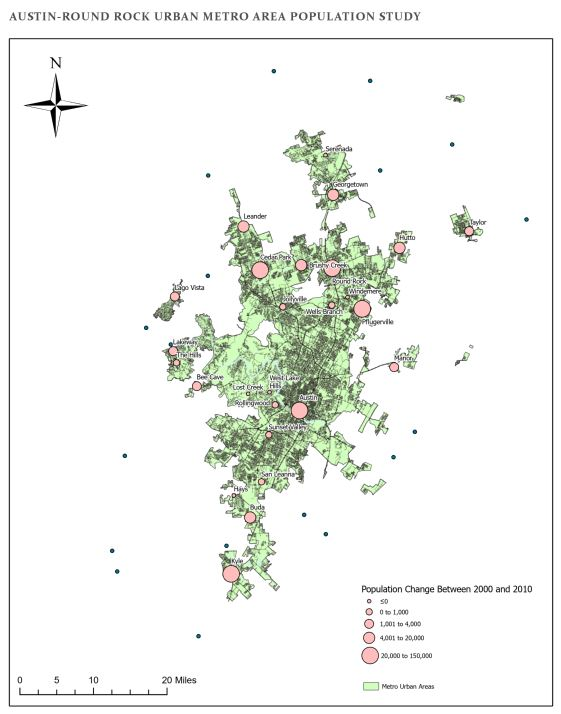 AUSTIN-ROUND ROCK URBAN METRO AREA POPULATION STUDY
N
Serenada
Georgetown
Leander
Taylor
Hutto
Cedar Park
Brushy Creek
Round Rock
Lago Vista
Windemere
Jollyville
Wells Branch
Pflugerville
Lakeway
The Hills
Manor
Bee Cave
West Lake
Hills
Lost Creek
Rollingwood
Austin
Sunset Valley
San Leanna
Hays
Buda
Kyle
Population Change Between 2000 and 2010
≤0
0 to 1,000
1,001 to 4,000
4,001 to 20,000
20,000 to 150,000
Metro Urban Areas
0 5 10 20 Miles